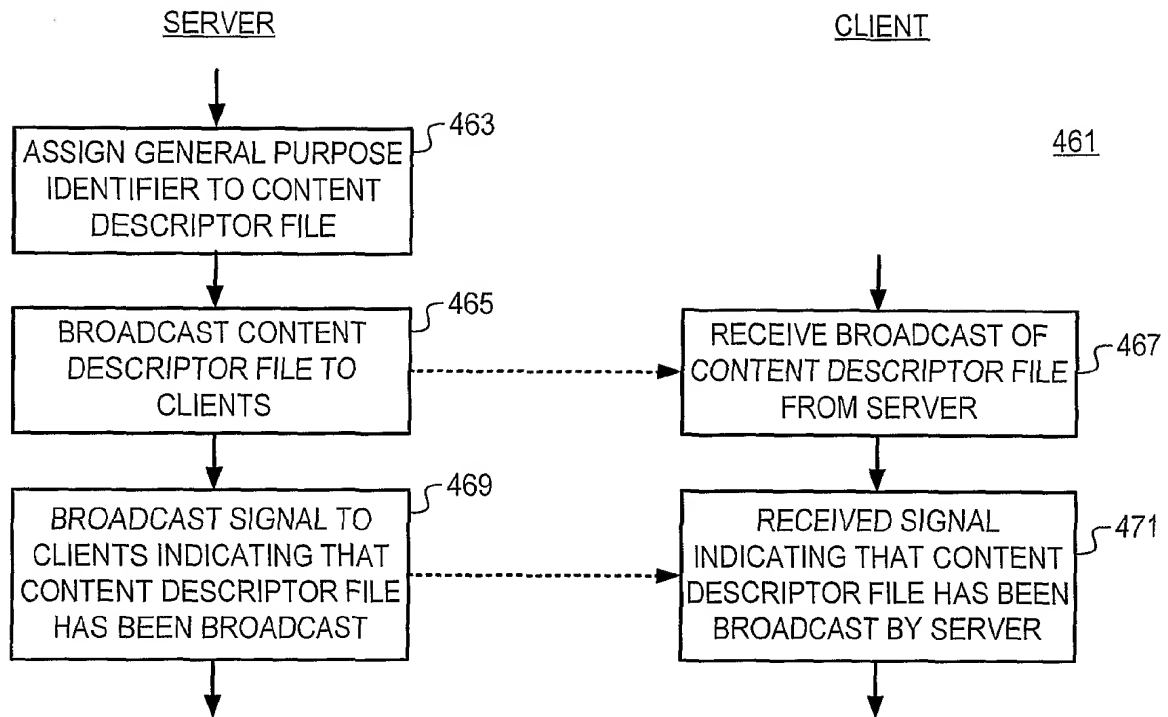 SERVER
CLIENT
461
463
ASSIGN GENERAL PURPOSE
IDENTIFIER TO CONTENT
DESCRIPTOR FILE
465
BROADCAST CONTENT
DESCRIPTOR FILE TO
CLIENTS
467
RECEIVE BROADCAST OF
CONTENT DESCRIPTOR FILE
FROM SERVER
469
BROADCAST SIGNAL TO
CLIENTS INDICATING THAT
CONTENT DESCRIPTOR FILE
HAS BEEN BROADCAST
471
RECEIVED SIGNAL
INDICATING THAT CONTENT
DESCRIPTOR FILE HAS BEEN
BROADCAST BY SERVER